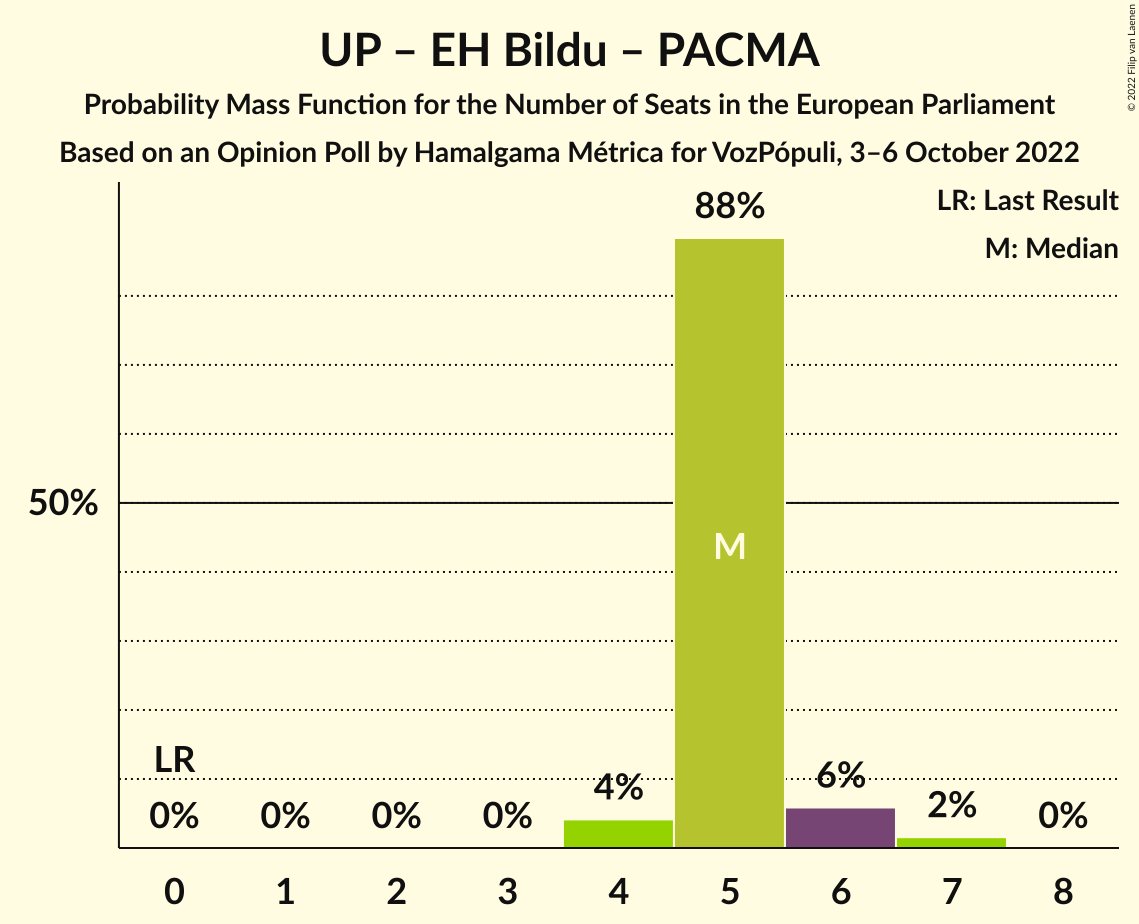 UP – EH Bildu – PACMA
Probability Mass Function for the Number of Seats in the European Parliament
Based on an Opinion Poll by Hamalgama Métrica for VozPópuli, 3–6 October 2022
© 2022 Filip van Laenen
LR: Last Result
M: Median
88%
50%
M
LR
0%
0%
0%
0%
4%
6%
2%
0%
0
1
2
3
4
5
6
7
8